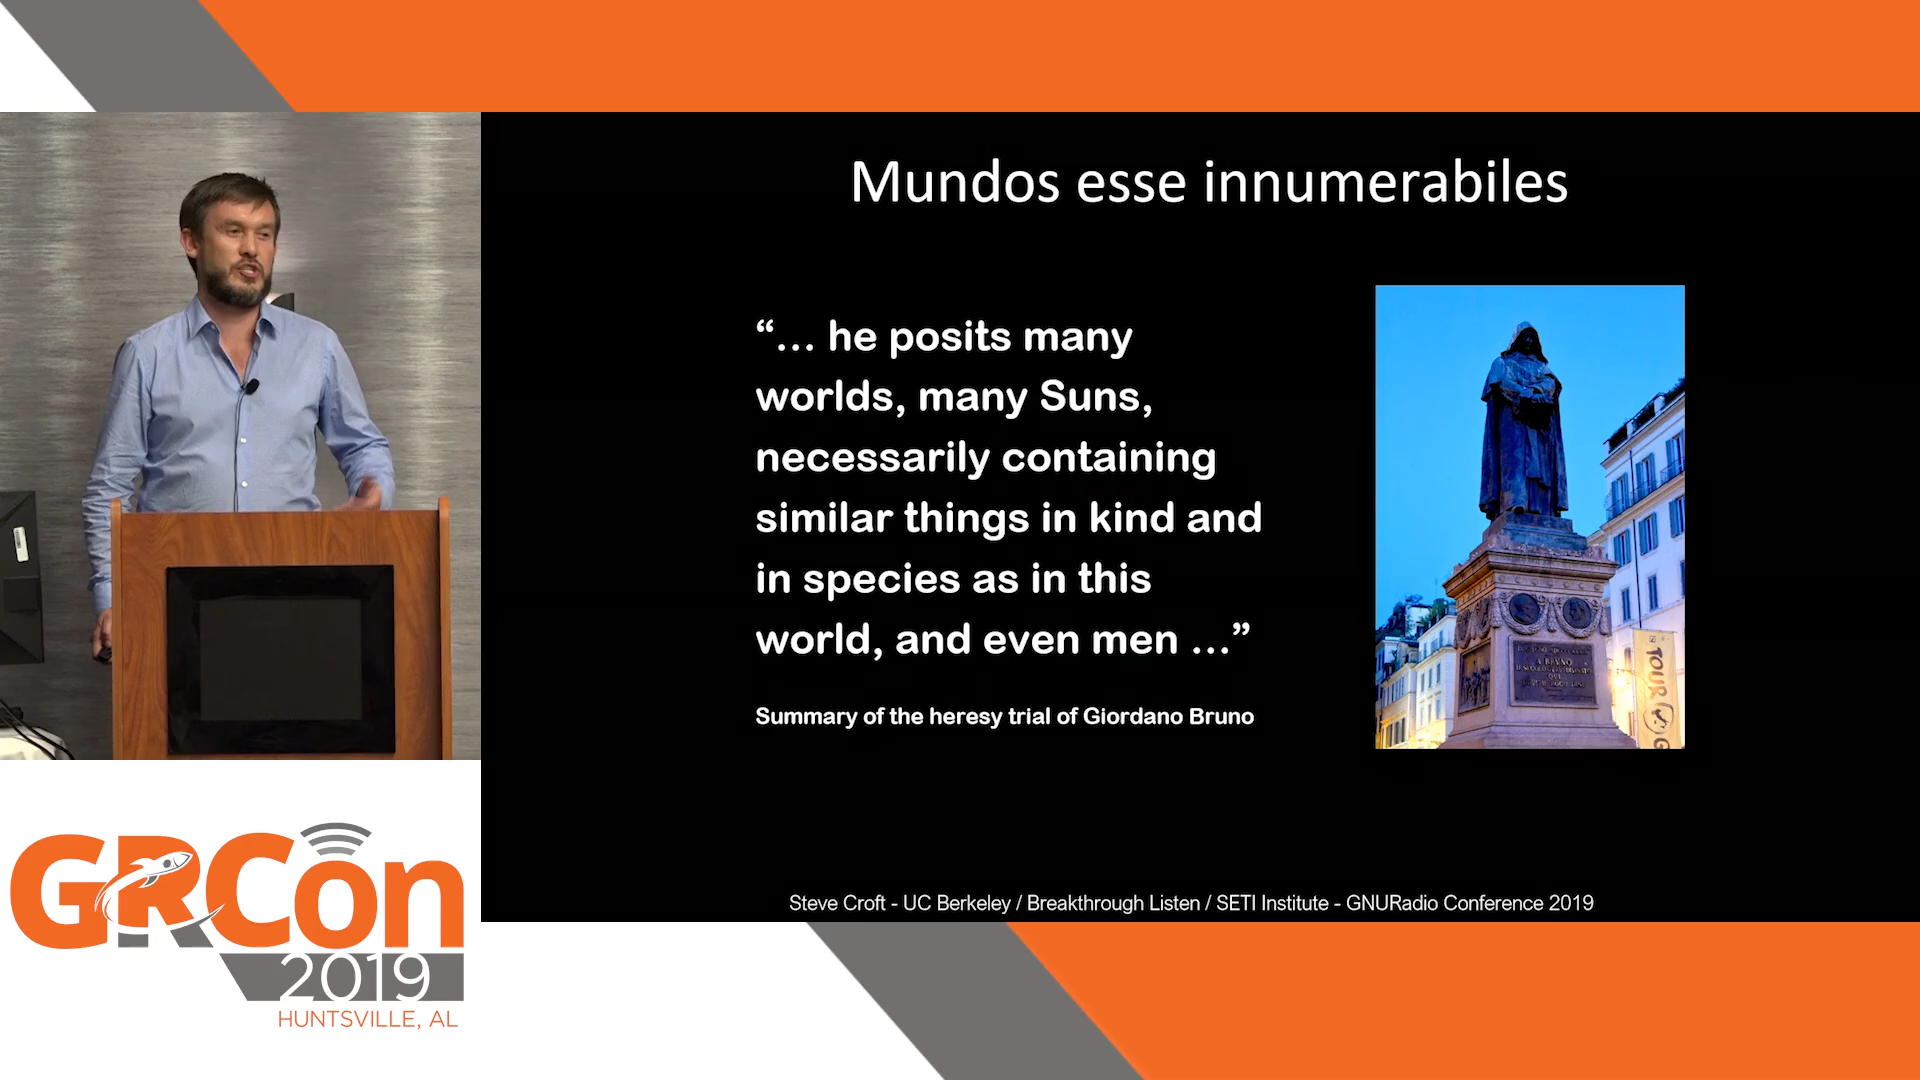 Mundos esse innumerabiles
“… he posits many
worlds, many Suns,
necessarily containing
similar things in kind and
in species as in this
world, and even men …”
Summary of the heresy trial of Giordano Bruno
A BRVNO
TOUR
Steve Croft - UC Berkeley / Breakthrough Listen / SETI Institute - GNURadio Conference 2019
GRCon
2019
HUNTSVILLE, AL